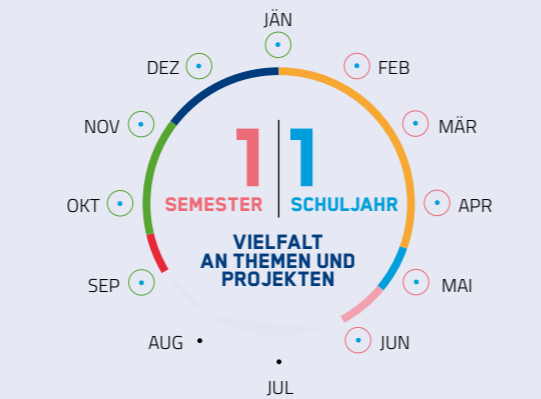 JÄN
DEZ
FEB
NOV
MÄR
1 1
OKT
SEMESTER SCHULJAHR
APR
VIELFALT
AN THEMEN UND
PROJEKTEN
SEP
MAI
AUG
JUN
JUL